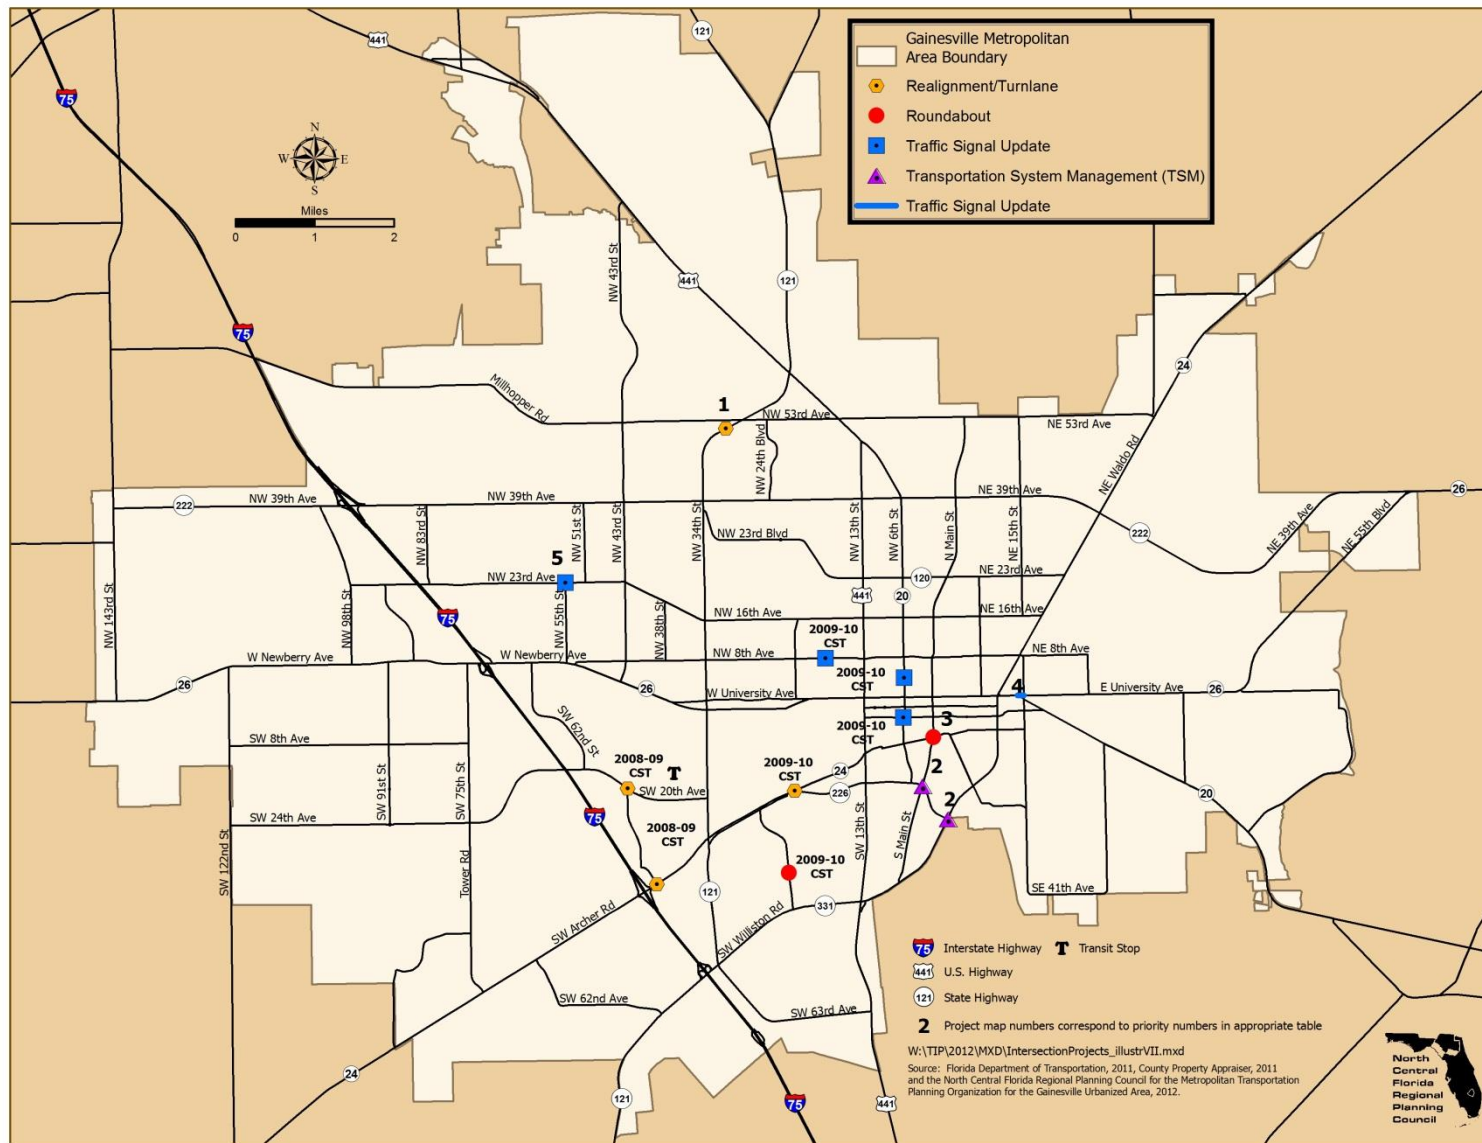 441
121
Gainesville Metropolitan
Area Boundary
Realignment/Turnlane
Roundabout
Traffic Signal Update
Transportation System Management (TSM)
Traffic Signal Update
75
N
W
E
S
Miles
0
1
2
NW 43rd St
441
121
75
24
Millhopper Rd
1
NW 53rd Ave
NE 53rd Ave
NW 24th Blvd
NE Waldo Rd
222
NW 39th Ave
NW 39th Ave
NE 39th Ave
26
NW 83rd St
NW 51st St
NW 43rd St
NW 34th St
NW 23rd Blvd
NW 13th St
NW 6th St
N Main St
NE 15th St
222
NE 39th Ave
NE 55th Blvd
5
NW 23rd Ave
120
NE 23rd Ave
NW 143rd St
NW 98th St
75
NW 55th St
NW 38th St
441
20
NW 16th Ave
NE 16th Ave
2009-10
CST
W Newberry Ave
W Newberry Ave
NW 8th Ave
NE 8th Ave
26
26
2009-10
CST
W University Ave
4
E University Ave
26
SW 62nd St
2009-10
CST
3
SW 8th Ave
2008-09
CST
T
2009-10
CST
24
2
SW 91st St
SW 75th St
SW 20th Ave
226
20
SW 122nd St
SW 24th Ave
75
2008-09
CST
2
S Main St
SW 13th St
2009-10
CST
Tower Rd
121
331
SE 41th Ave
SW Archer Rd
SW Williston Rd
75
Interstate Highway
T
Transit Stop
441
U.S. Highway
121
State Highway
SW 62nd Ave
SW 63rd Ave
2
Project map numbers correspond to priority numbers in appropriate table
W:\TIP\2012\MXD\IntersectionProjects_illustrVII.mxd
Source: Florida Department of Transportation, 2011, County Property Appraiser, 2011
and the North Central Florida Regional Planning Council for the Metropolitan Transportation
Planning Organization for the Gainesville Urbanized Area, 2012.
24
121
75
441
North
Central
Florida
Regional
Planning
Council